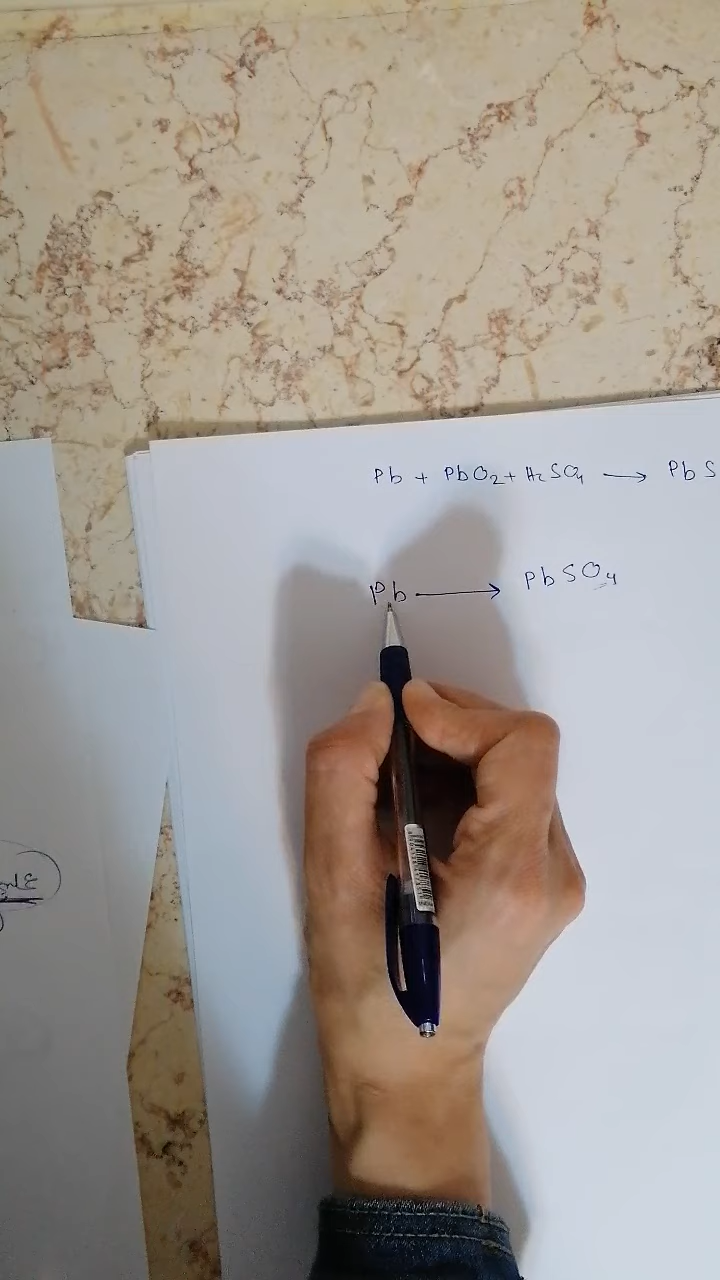 Pb + PbO₂ + H₂SO₄ ⟶ PbS
Pb ⟶ PbSO₄